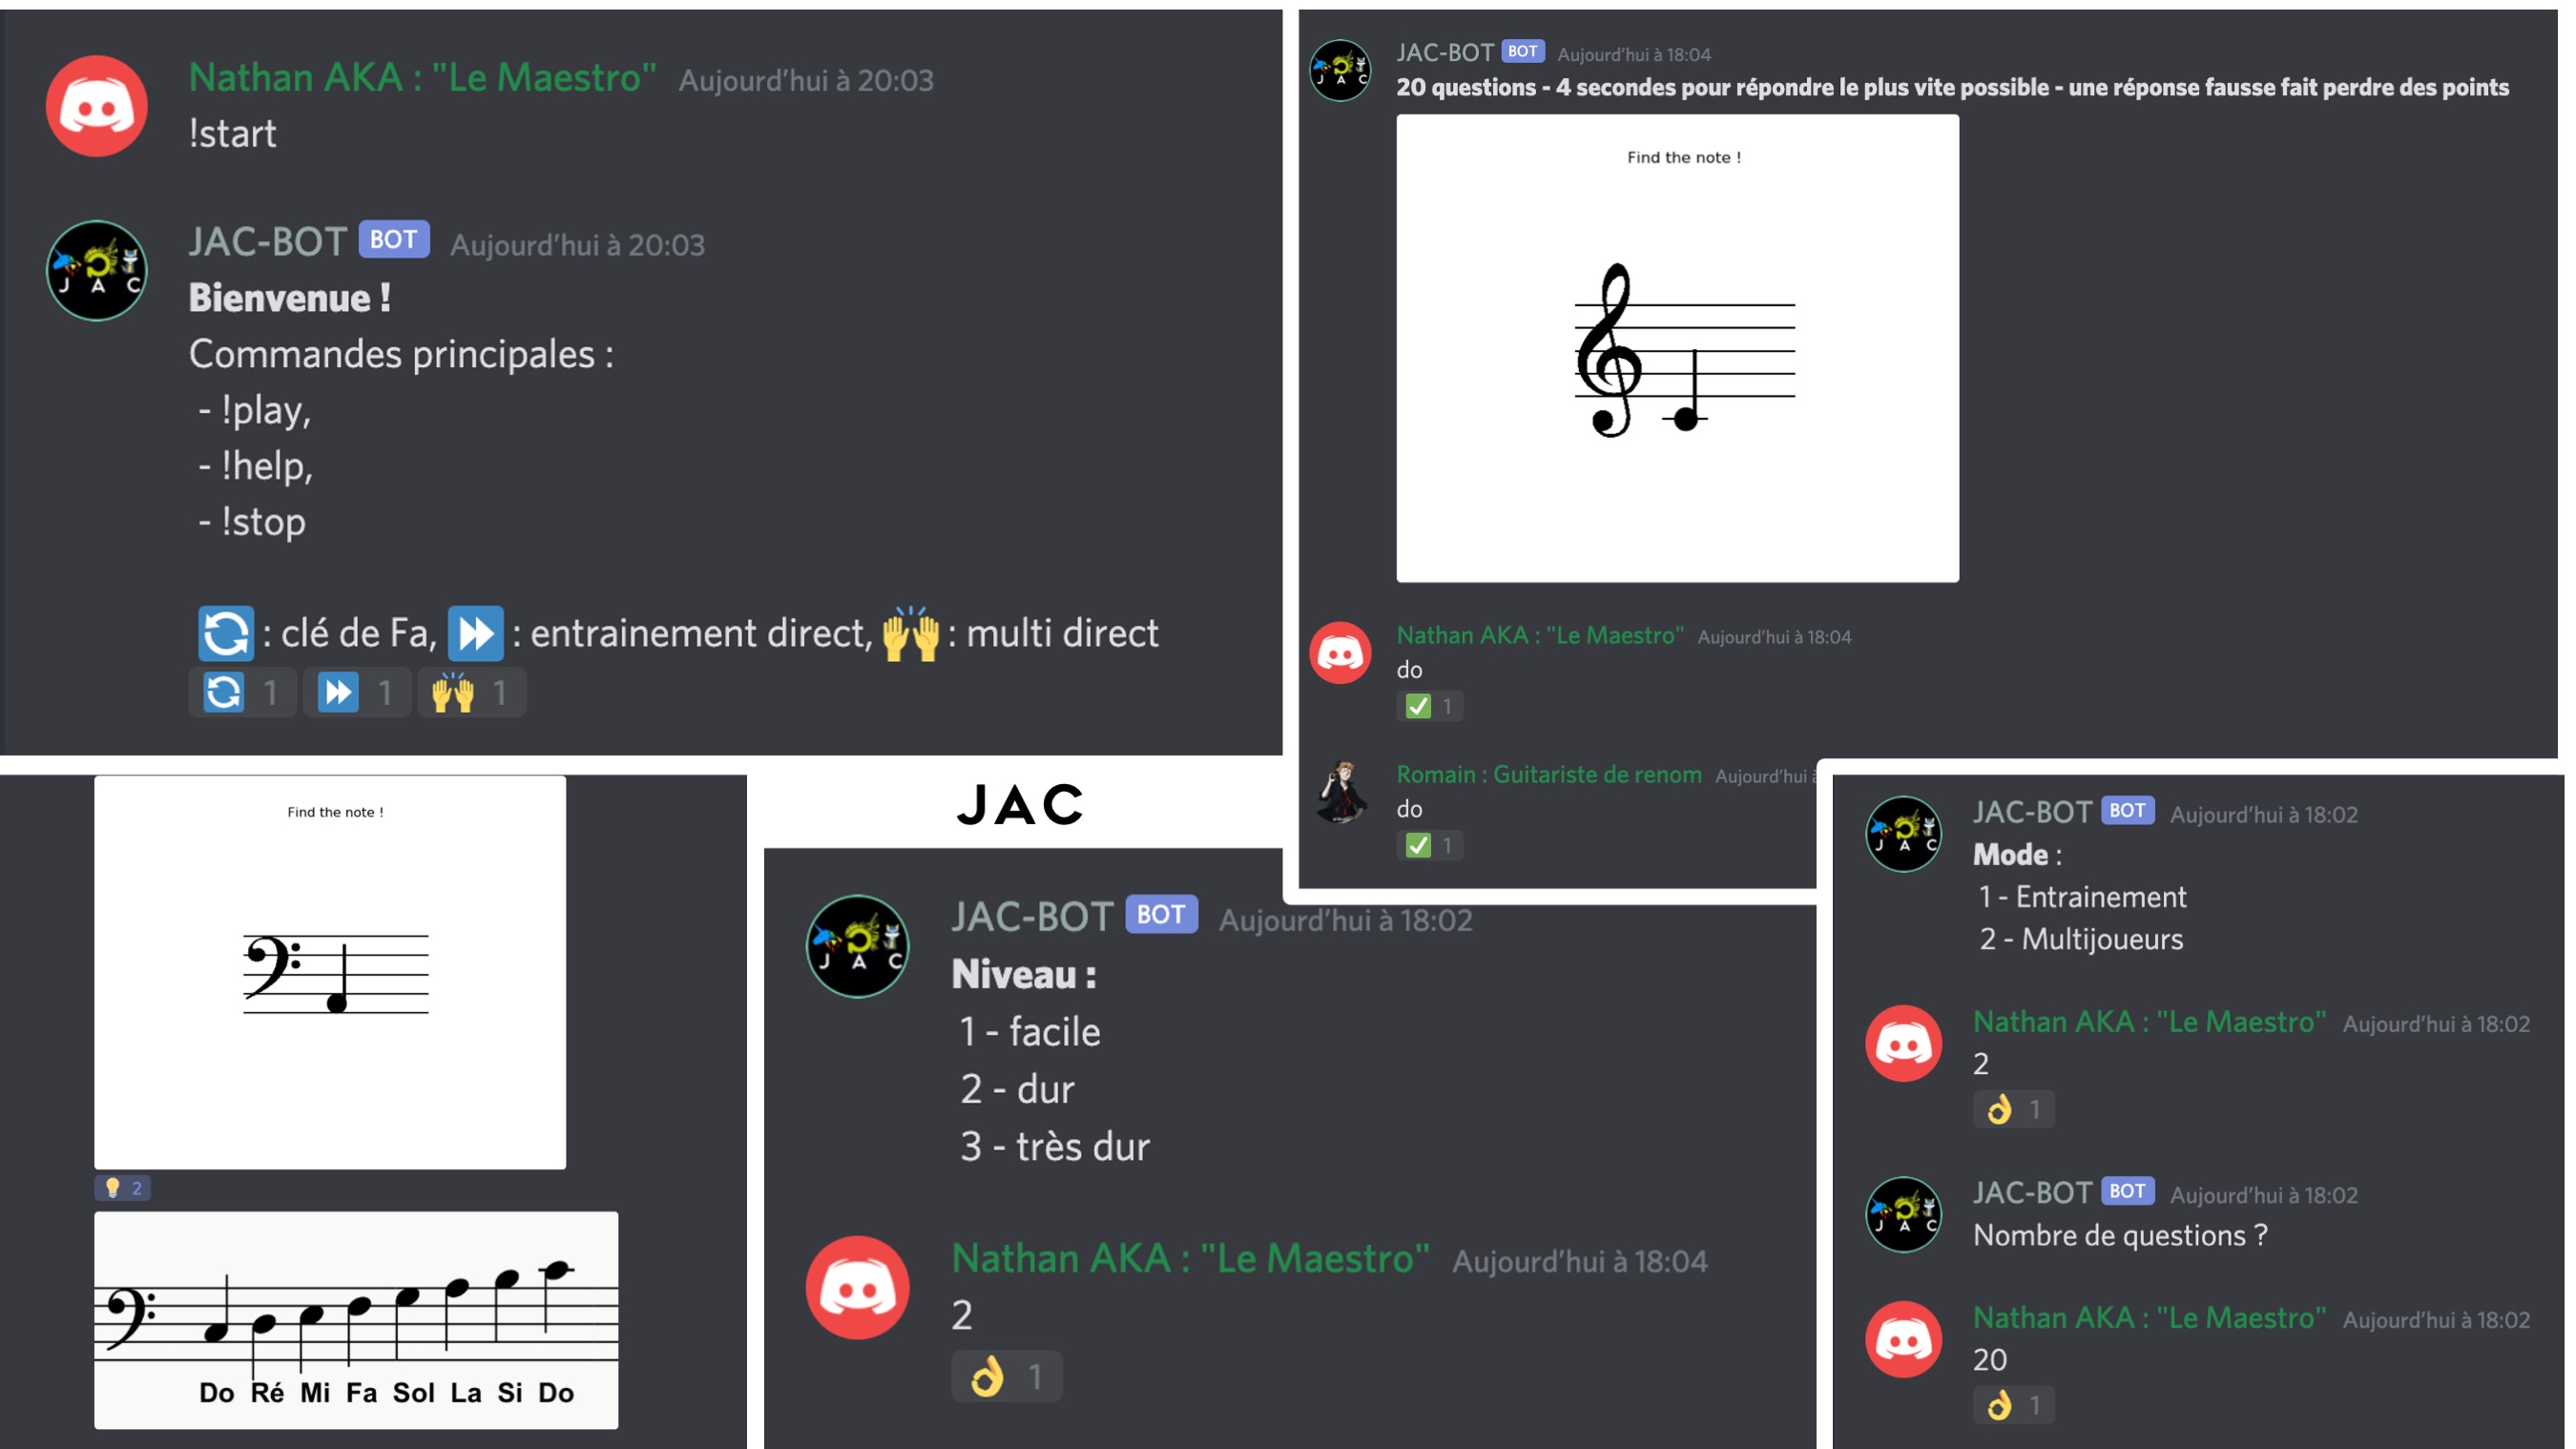 Nathan AKA : "Le Maestro" Aujourd'hui à 20:03
!start
J A C
JAC-BOT BOT Aujourd'hui à 20:03
Bienvenue !
Commandes principales :
- !play,
- !help,
- !stop
🔄 : clé de Fa, ⏩ : entrainement direct, 🙌 : multi direct
🔄 1 ⏩ 1 🙌 1
J A C
JAC-BOT BOT Aujourd'hui à 18:04
20 questions - 4 secondes pour répondre le plus vite possible - une réponse fausse fait perdre des points
Find the note !
Nathan AKA : "Le Maestro" Aujourd'hui à 18:04
do
✅ 1
Romain : Guitariste de renom Aujourd'hui à
do
✅ 1
Find the note !
💡 2
Do Ré Mi Fa Sol La Si Do
JAC
J A C
JAC-BOT BOT Aujourd'hui à 18:02
Niveau :
1 - facile
2 - dur
3 - très dur
Nathan AKA : "Le Maestro" Aujourd'hui à 18:04
2
👌 1
J A C
JAC-BOT BOT Aujourd'hui à 18:02
Mode :
1 - Entrainement
2 - Multijoueurs
Nathan AKA : "Le Maestro" Aujourd'hui à 18:02
2
👌 1
J A C
JAC-BOT BOT Aujourd'hui à 18:02
Nombre de questions ?
Nathan AKA : "Le Maestro" Aujourd'hui à 18:02
20
👌 1